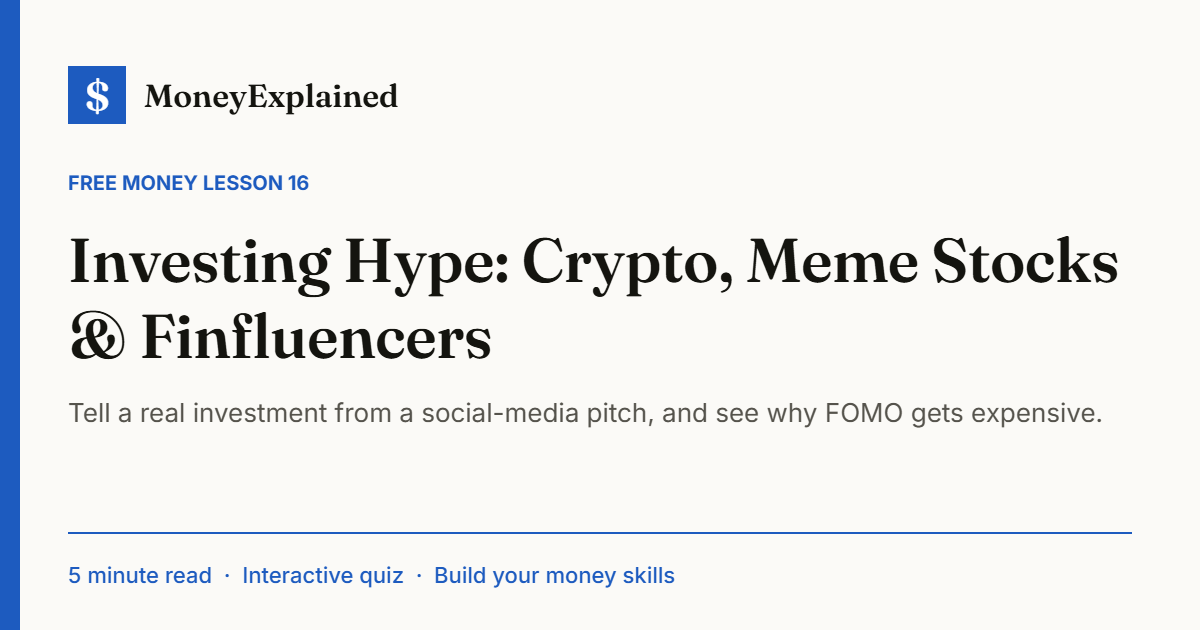 $ MoneyExplained
FREE MONEY LESSON 16
Investing Hype: Crypto, Meme Stocks
& Finfluencers
Tell a real investment from a social-media pitch, and see why FOMO gets expensive.
5 minute read · Interactive quiz · Build your money skills